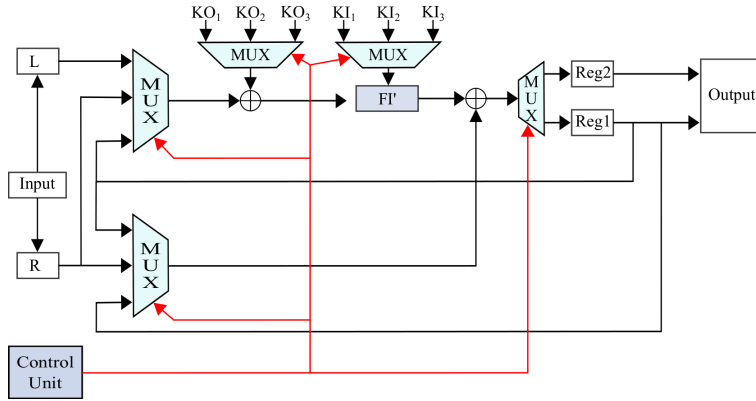 KO1 KO2 KO3 KI1 KI2 KI3
MUX MUX
L
MUX
FI'
MUX
Reg2
Reg1
Output
Input
R
MUX
Control
Unit